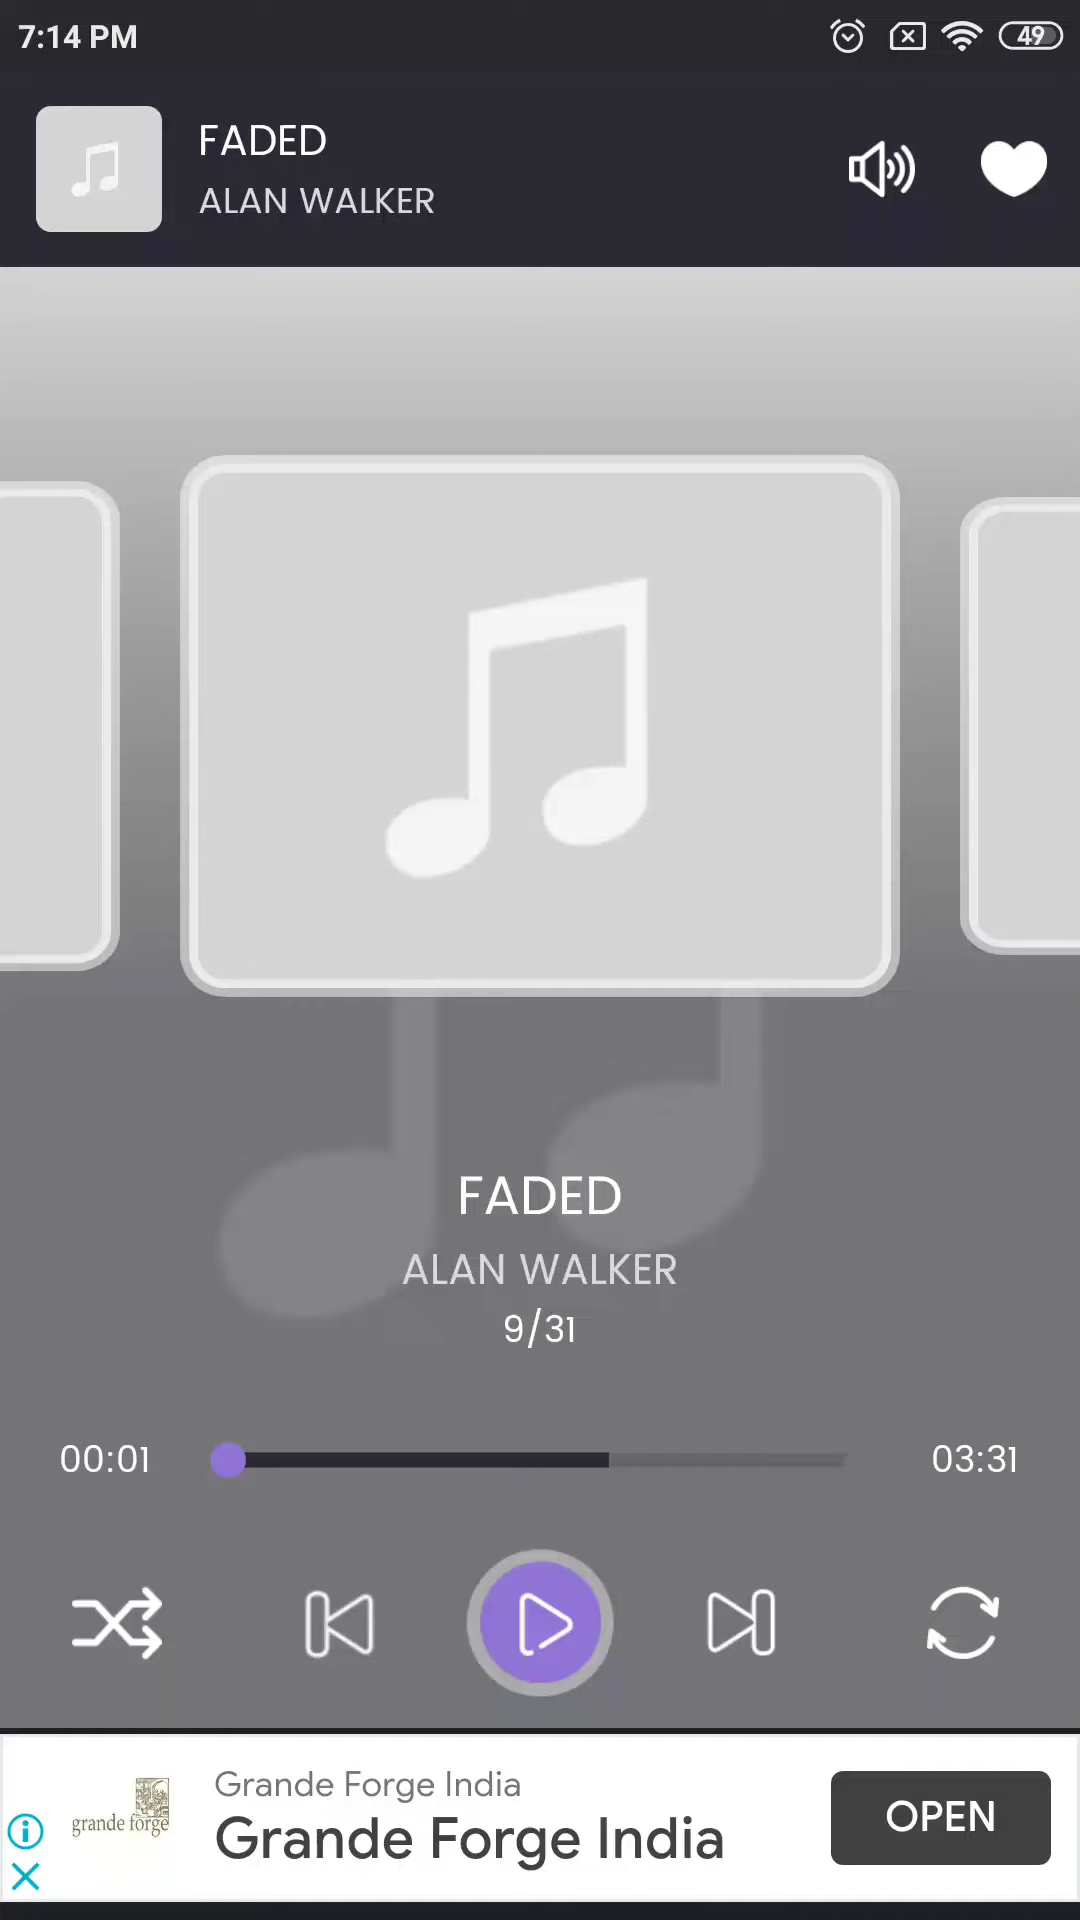 7:14 PM
49
FADED
ALAN WALKER
FADED
ALAN WALKER
9/31
00:01
03:31
grande forge
Grande Forge India
Grande Forge India
OPEN